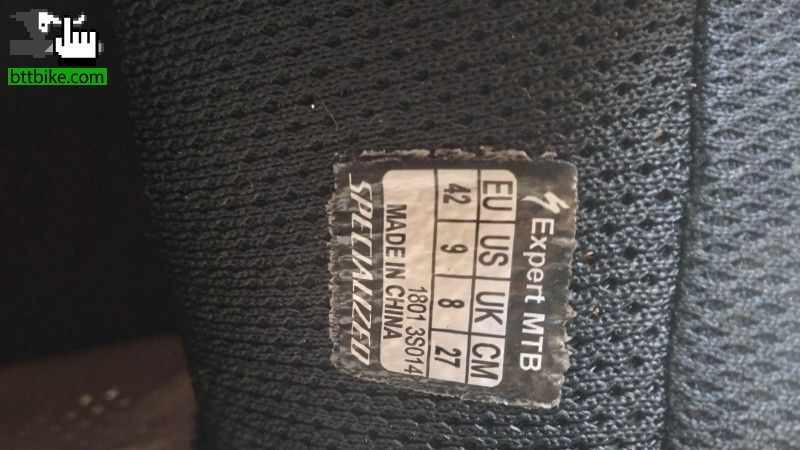 bttbike.com
Expert MTB
EU US UK CM
42 9 8 27
1801 3S014
MADE IN CHINA
SPECIALIZED